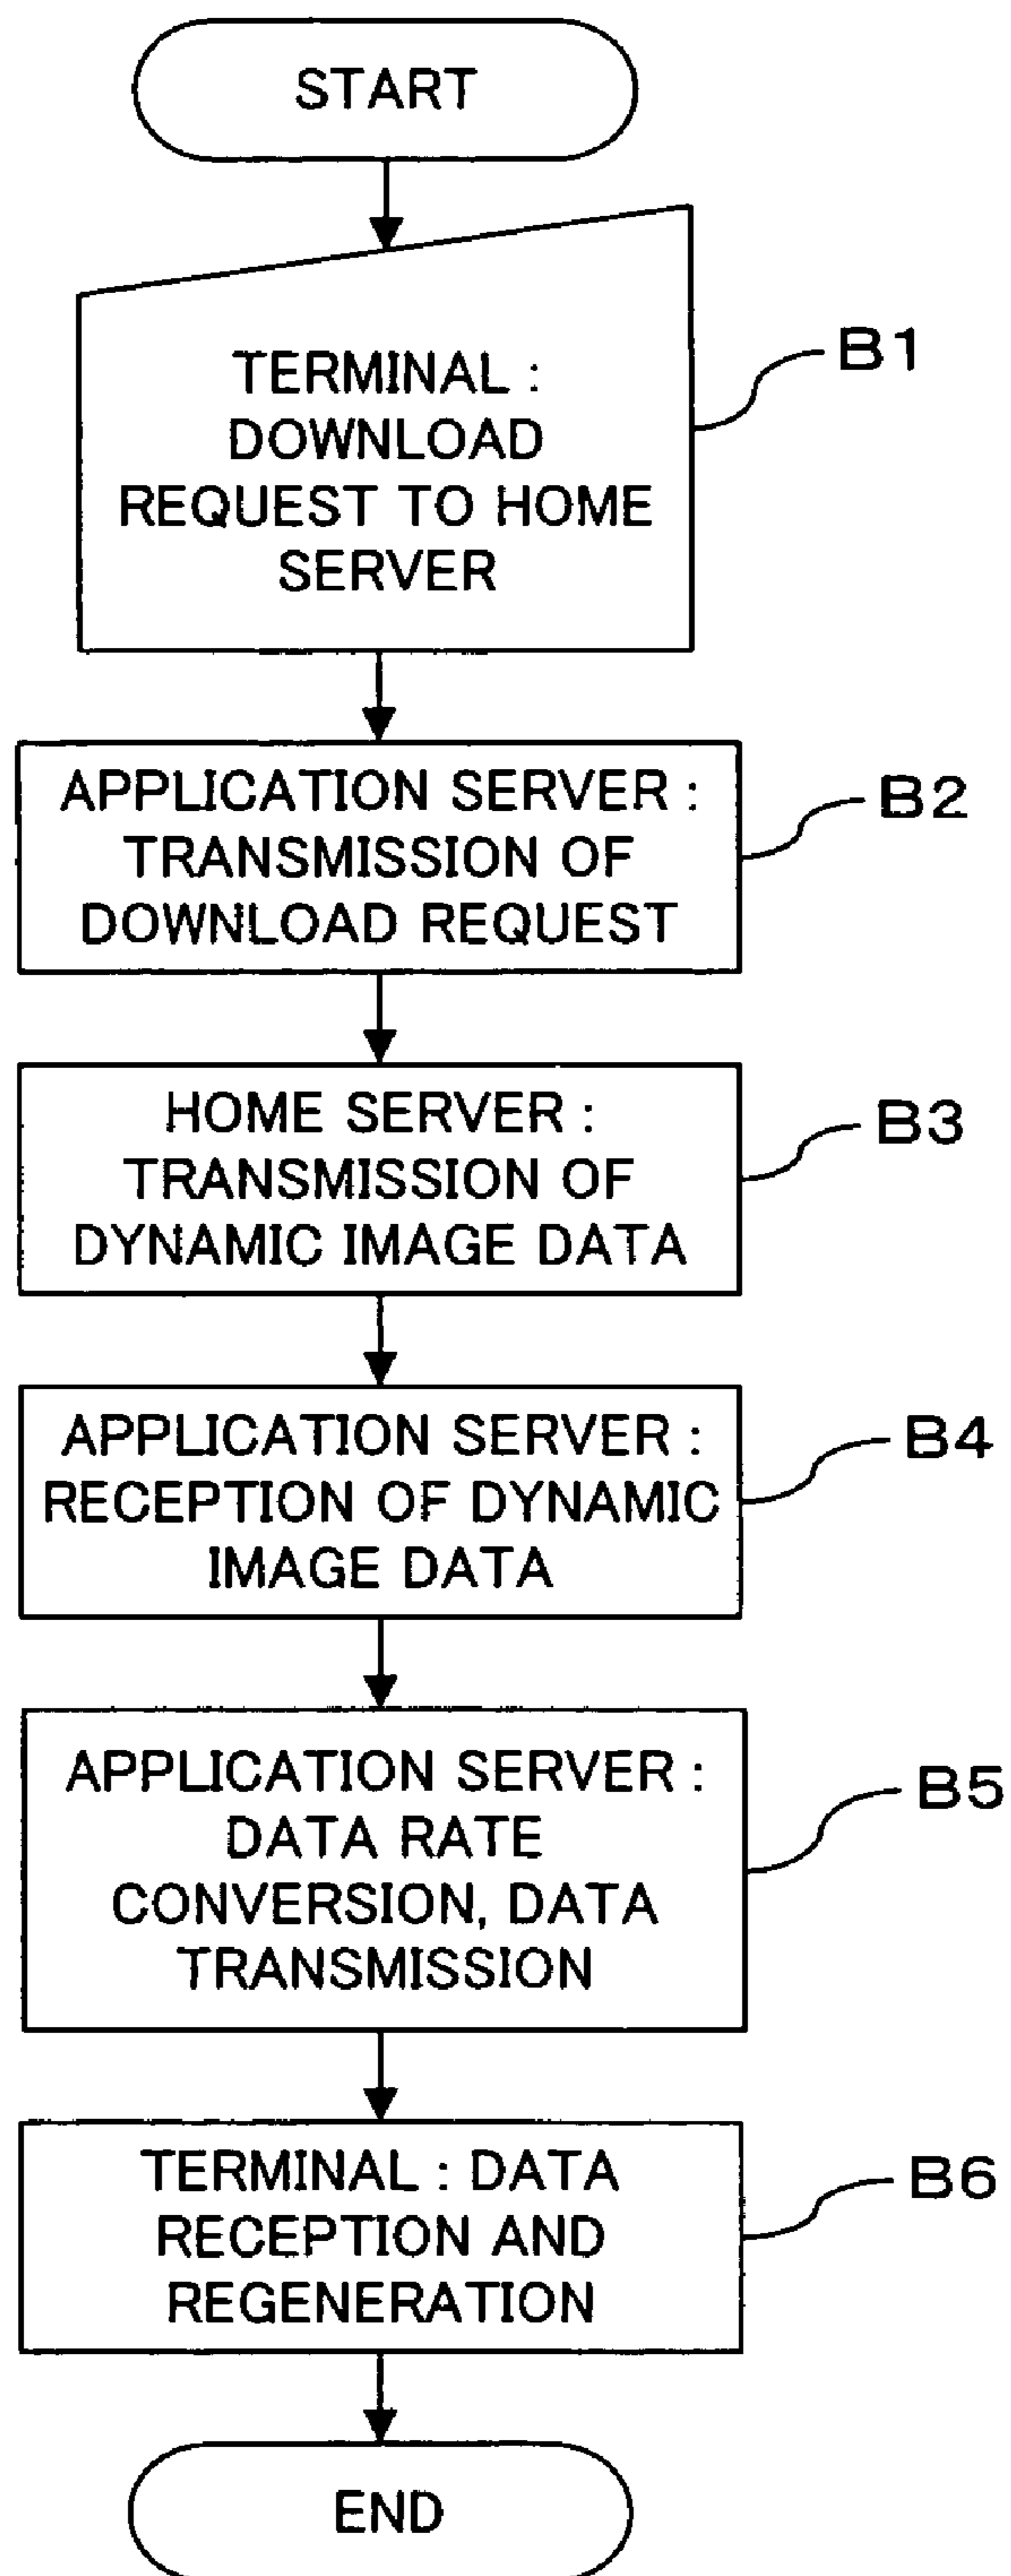 START
TERMINAL :
DOWNLOAD
REQUEST TO HOME
SERVER
B1
APPLICATION SERVER :
TRANSMISSION OF
DOWNLOAD REQUEST
B2
HOME SERVER :
TRANSMISSION OF
DYNAMIC IMAGE DATA
B3
APPLICATION SERVER :
RECEPTION OF DYNAMIC
IMAGE DATA
B4
APPLICATION SERVER :
DATA RATE
CONVERSION, DATA
TRANSMISSION
B5
TERMINAL : DATA
RECEPTION AND
REGENERATION
B6
END